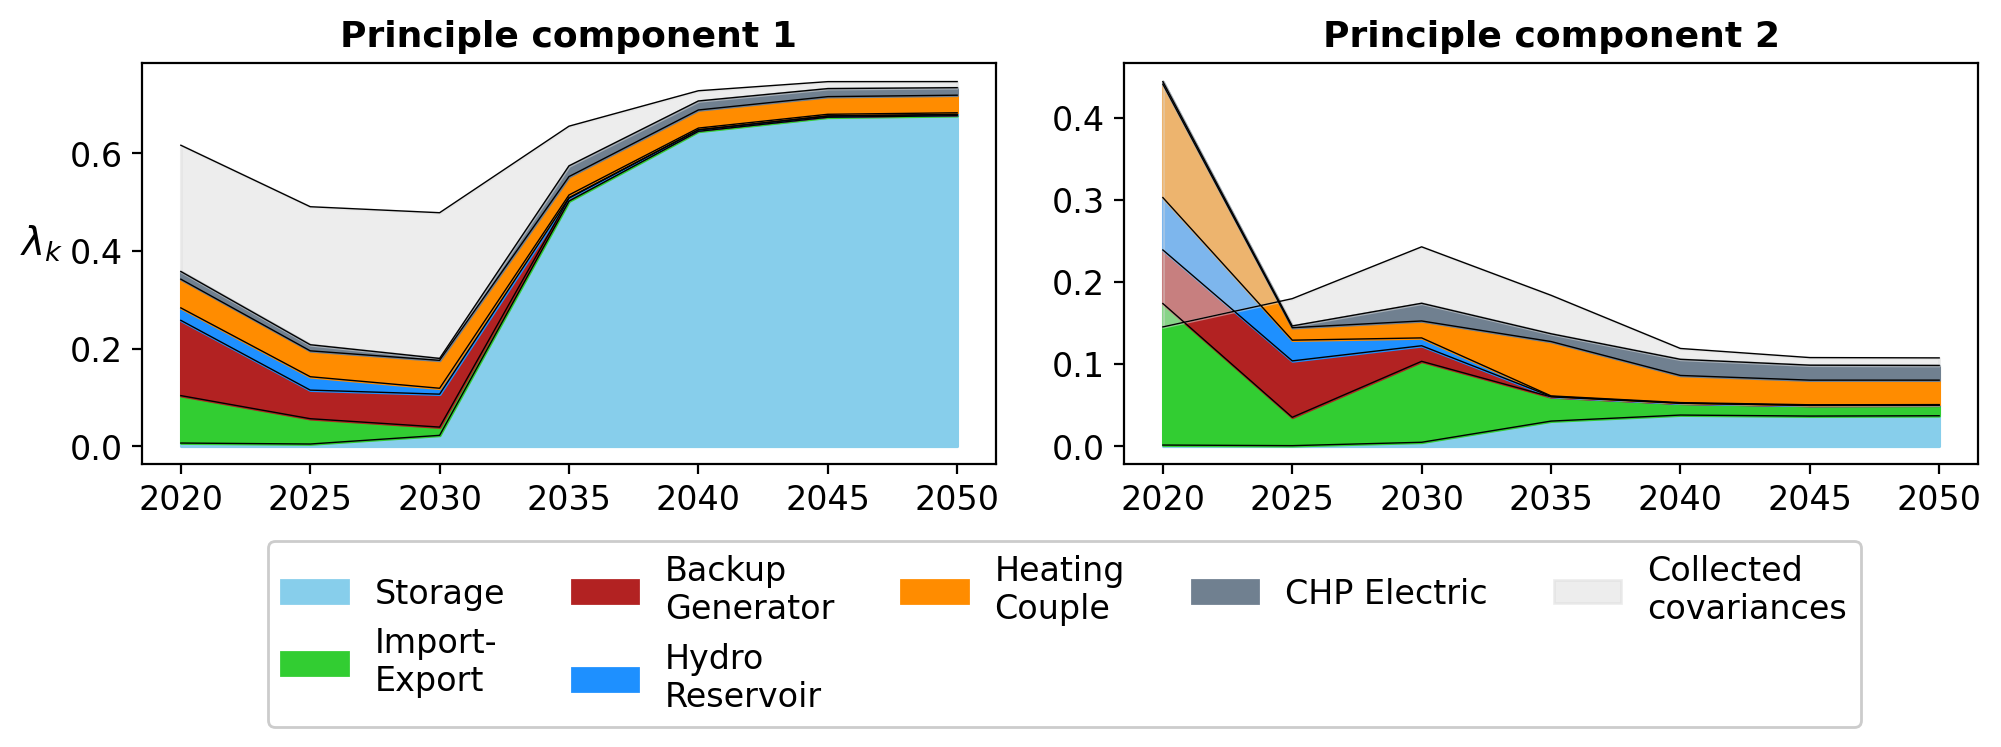 Principle component 1
Principle component 2
λk
0.6
0.4
0.2
0.0
2020 2025 2030 2035 2040 2045 2050
0.4
0.3
0.2
0.1
0.0
2020 2025 2030 2035 2040 2045 2050
Storage
Import-
Export
Backup
Generator
Hydro
Reservoir
Heating
Couple
CHP Electric
Collected
covariances